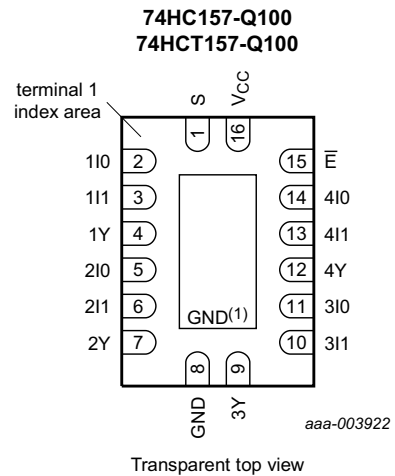 74HC157-Q100
74HCT157-Q100
terminal 1
index area
S
VCC
1
16
1I0 2
15 E̅
1I1 3
14 4I0
1Y 4
13 4I1
2I0 5
12 4Y
2I1 6
11 3I0
2Y 7
10 3I1
GND(1)
8
9
GND
3Y
aaa-003922
Transparent top view